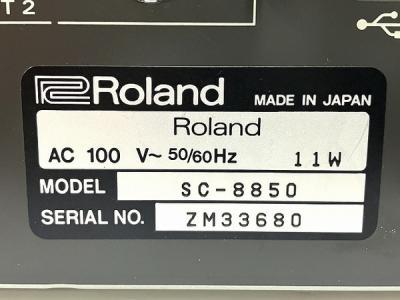 T 2
Roland
MADE IN JAPAN
Roland
AC 100 V~ 50/60Hz 11W
MODEL SC-8850
SERIAL NO. ZM33680